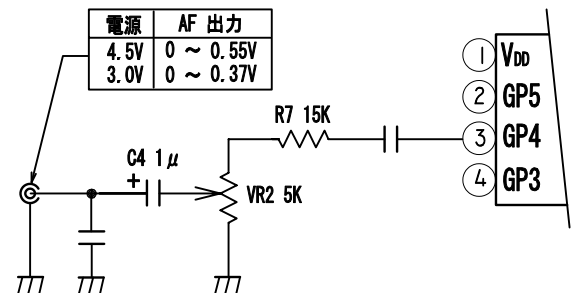 電源 AF 出力
4.5V 0 ～ 0.55V
3.0V 0 ～ 0.37V
① VDD
② GP5
R7 15K
③ GP4
C4 1μ
+
④ GP3
VR2 5K